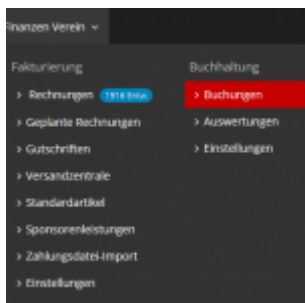 Finanzen Verein
Fakturierung
Rechnungen
Geplante Rechnungen
Gutschriften
Versandzentrale
Standardartikel
Sponsorenleistungen
Zahlungsdatei-Import
Einstellungen
Buchhaltung
Buchungen
Auswertungen
Einstellungen